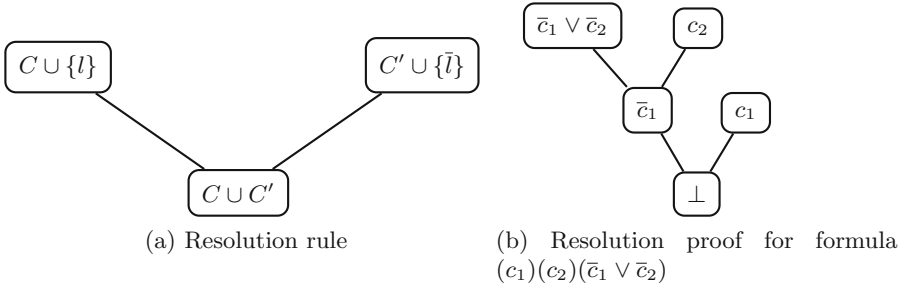 C ∪ {l}
C′ ∪ {l̄}
C ∪ C′
(a) Resolution rule
c̄₁ ∨ c̄₂
c₂
c̄₁
c₁
⊥
(b) Resolution proof for formula
(c₁)(c₂)(c̄₁ ∨ c̄₂)